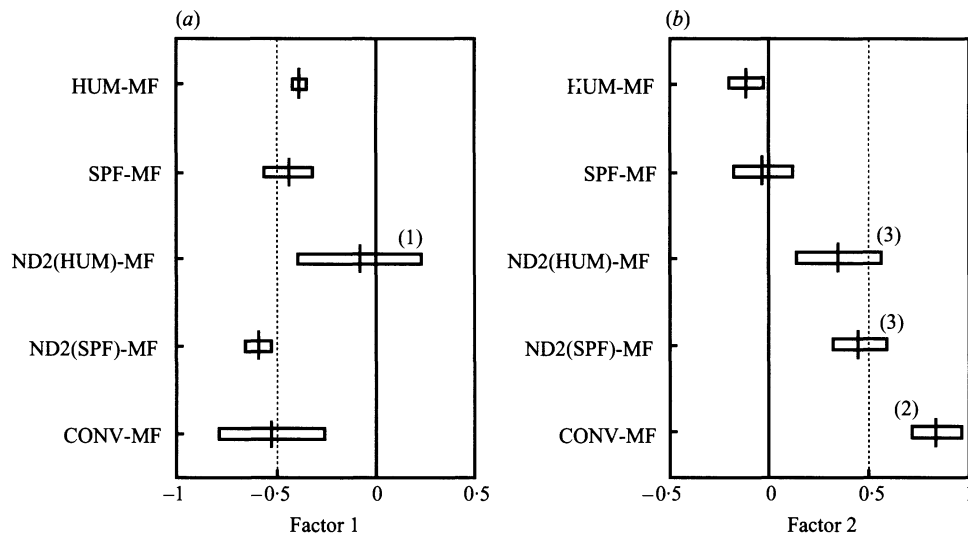 (a)
HUM-MF
SPF-MF
ND2(HUM)-MF
(1)
ND2(SPF)-MF
CONV-MF
−1
−0·5
0
0·5
Factor 1
(b)
HUM-MF
SPF-MF
ND2(HUM)-MF
(3)
ND2(SPF)-MF
(3)
CONV-MF
(2)
−0·5
0
0·5
1
Factor 2